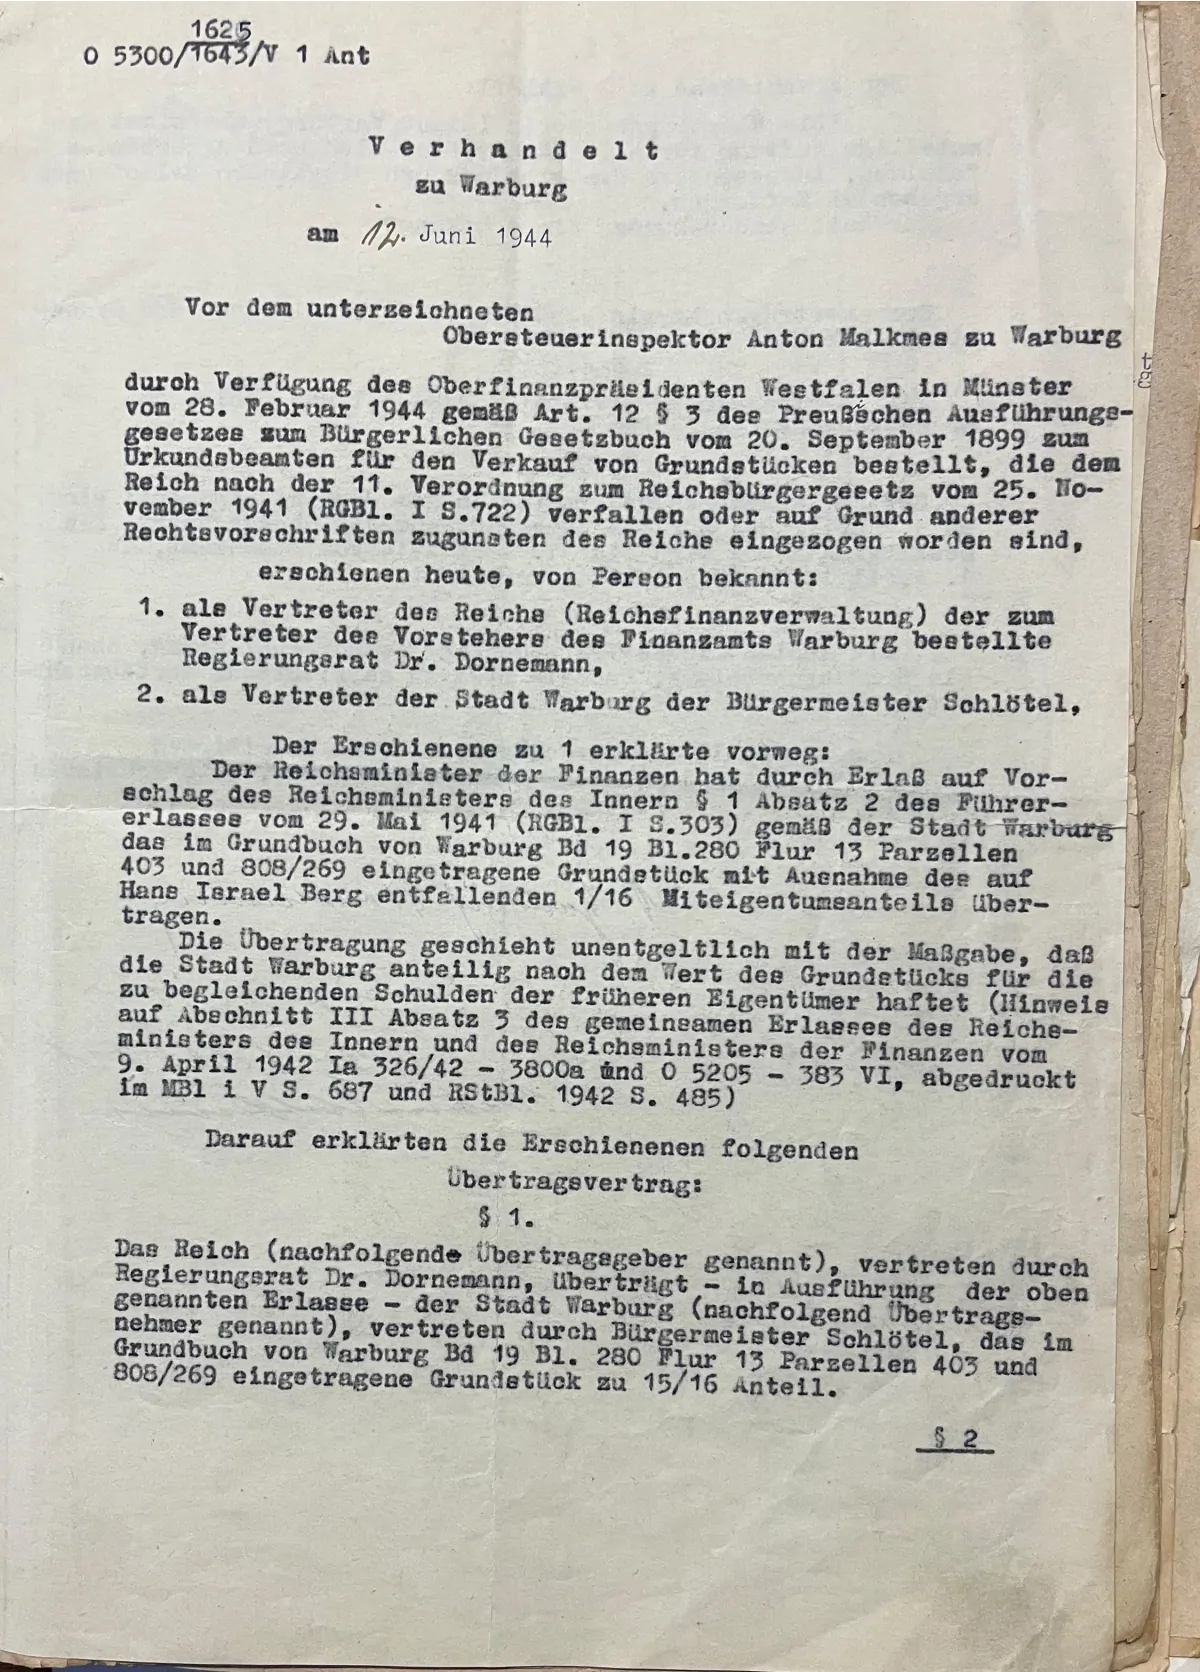 1625
O 5300/1643/V 1 Ant
Verhandelt
zu Warburg
am 12. Juni 1944
Vor dem unterzeichneten
Obersteuerinspektor Anton Malkmes zu Warburg
durch Verfügung des Oberfinanzpräsidenten Westfalen in Münster
vom 28. Februar 1944 gemäß Art. 12 § 3 des Preußschen Ausführungs-
gesetzes zum Bürgerlichen Gesetzbuch vom 20. September 1899 zum
Urkundsbeamten für den Verkauf von Grundstücken bestellt, die dem
Reich nach der 11. Verordnung zum Reichsbürgergesetz vom 25. No-
vember 1941 (RGBl. I S.722) verfallen oder auf Grund anderer
Rechtsvorschriften zugunsten des Reichs eingezogen worden sind,
erschienen heute, von Person bekannt:
1. als Vertreter des Reichs (Reichsfinanzverwaltung) der zum
Vertreter des Vorstehers des Finanzamts Warburg bestellte
Regierungsrat Dr. Dornemann,
2. als Vertreter der Stadt Warburg der Bürgermeister Schlötel,
Der Erschienene zu 1 erklärte vorweg:
Der Reichsminister der Finanzen hat durch Erlaß auf Vor-
schlag des Reichsministers des Innern § 1 Absatz 2 des Führer-
erlasses vom 29. Mai 1941 (RGBl. I S.303) gemäß der Stadt Warburg
das im Grundbuch von Warburg Bd 19 Bl.280 Flur 13 Parzellen
403 und 808/269 eingetragene Grundstück mit Ausnahme des auf
Hans Israel Berg entfallenden 1/16 Miteigentumsanteils über-
tragen.
Die Übertragung geschieht unentgeltlich mit der Maßgabe, daß
die Stadt Warburg anteilig nach dem Wert des Grundstücks für die
zu begleichenden Schulden der früheren Eigentümer haftet (Hinweis
auf Abschnitt III Absatz 3 des gemeinsamen Erlasses des Reichs-
ministers des Innern und des Reichsministers der Finanzen vom
9. April 1942 Ia 326/42 - 3800a und O 5205 - 383 VI, abgedruckt
im MBl i V S. 687 und RStBl. 1942 S. 485)
Darauf erklärten die Erschienenen folgenden
Übertragsvertrag:
§ 1.
Das Reich (nachfolgende Übertragsgeber genannt), vertreten durch
Regierungsrat Dr. Dornemann, überträgt - in Ausführung der oben
genannten Erlasse - der Stadt Warburg (nachfolgend Übertrags-
nehmer genannt), vertreten durch Bürgermeister Schlötel, das im
Grundbuch von Warburg Bd 19 Bl. 280 Flur 13 Parzellen 403 und
808/269 eingetragene Grundstück zu 15/16 Anteil.
§ 2